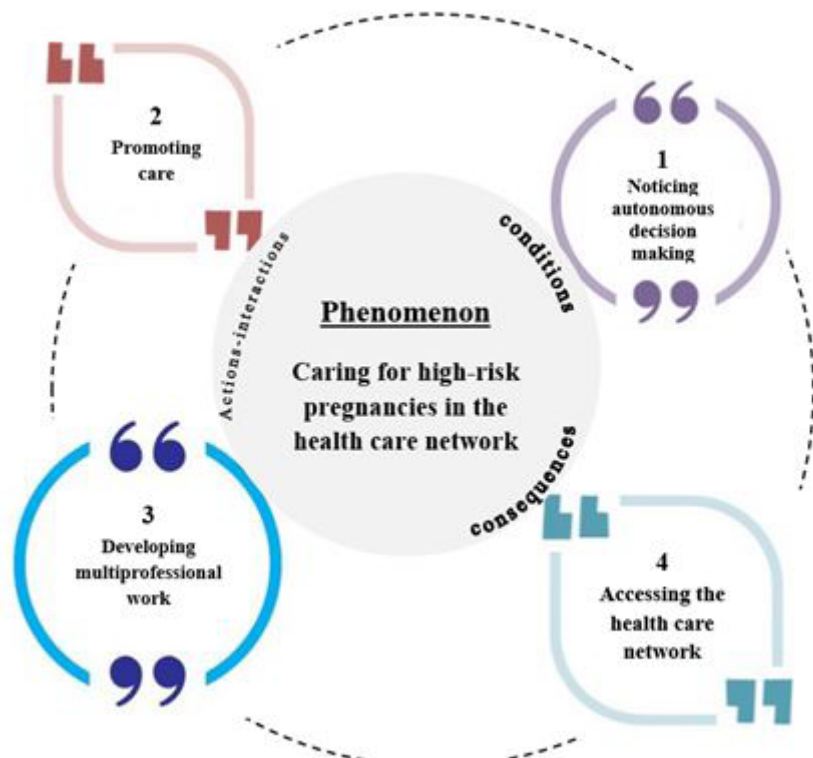 2
Promoting
care
1
Noticing
autonomous
decision
making
Actions-interactions
conditions
Phenomenon
Caring for high-risk
pregnancies in the
health care network
consequences
3
Developing
multiprofessional
work
4
Accessing the
health care
network